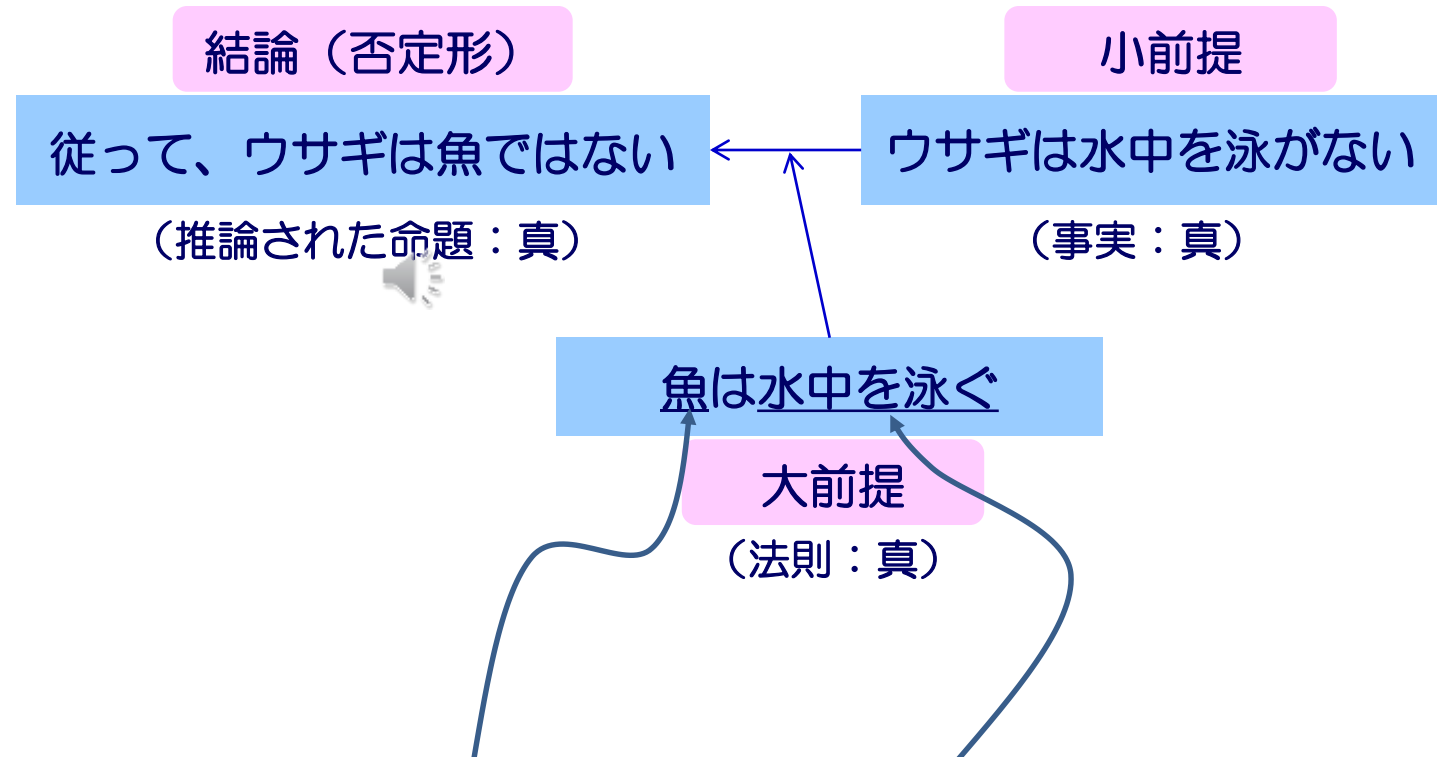 結論（否定形）
従って、ウサギは魚ではない
（推論された命題：真）
小前提
ウサギは水中を泳がない
（事実：真）
魚は水中を泳ぐ
大前提
（法則：真）